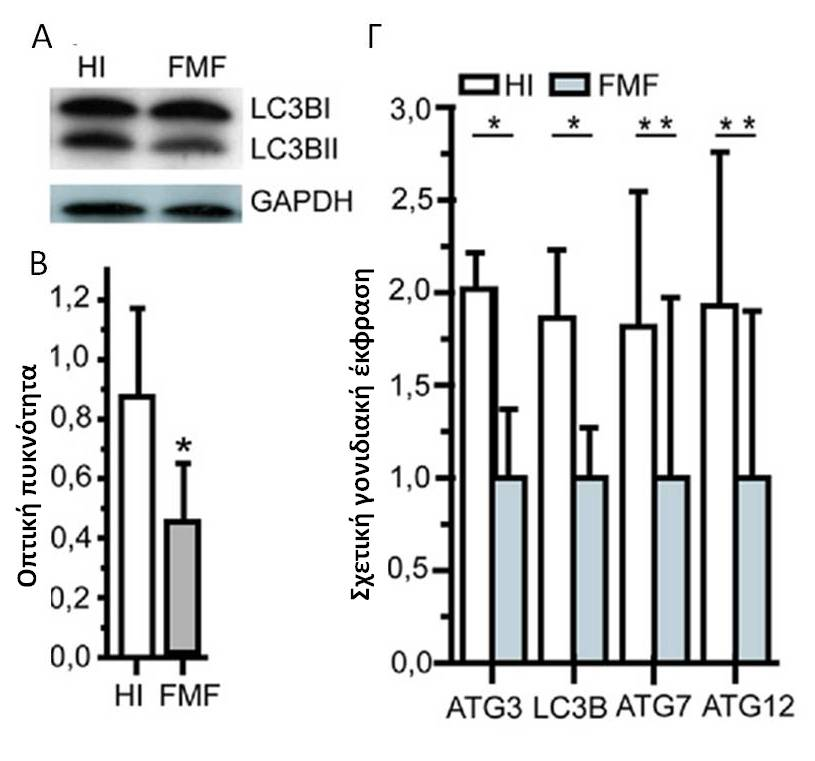 A
HI FMF
LC3BI
LC3BII
GAPDH
B
Οπτική πυκνότητα
1,2
1,0
0,8
0,6
0,4
0,2
0,0
*
HI FMF
Γ
HI FMF
Σχετική γονιδιακή έκφραση
3,0
2,5
2,0
1,5
1,0
0,5
0,0
* * ** **
ATG3 LC3B ATG7 ATG12